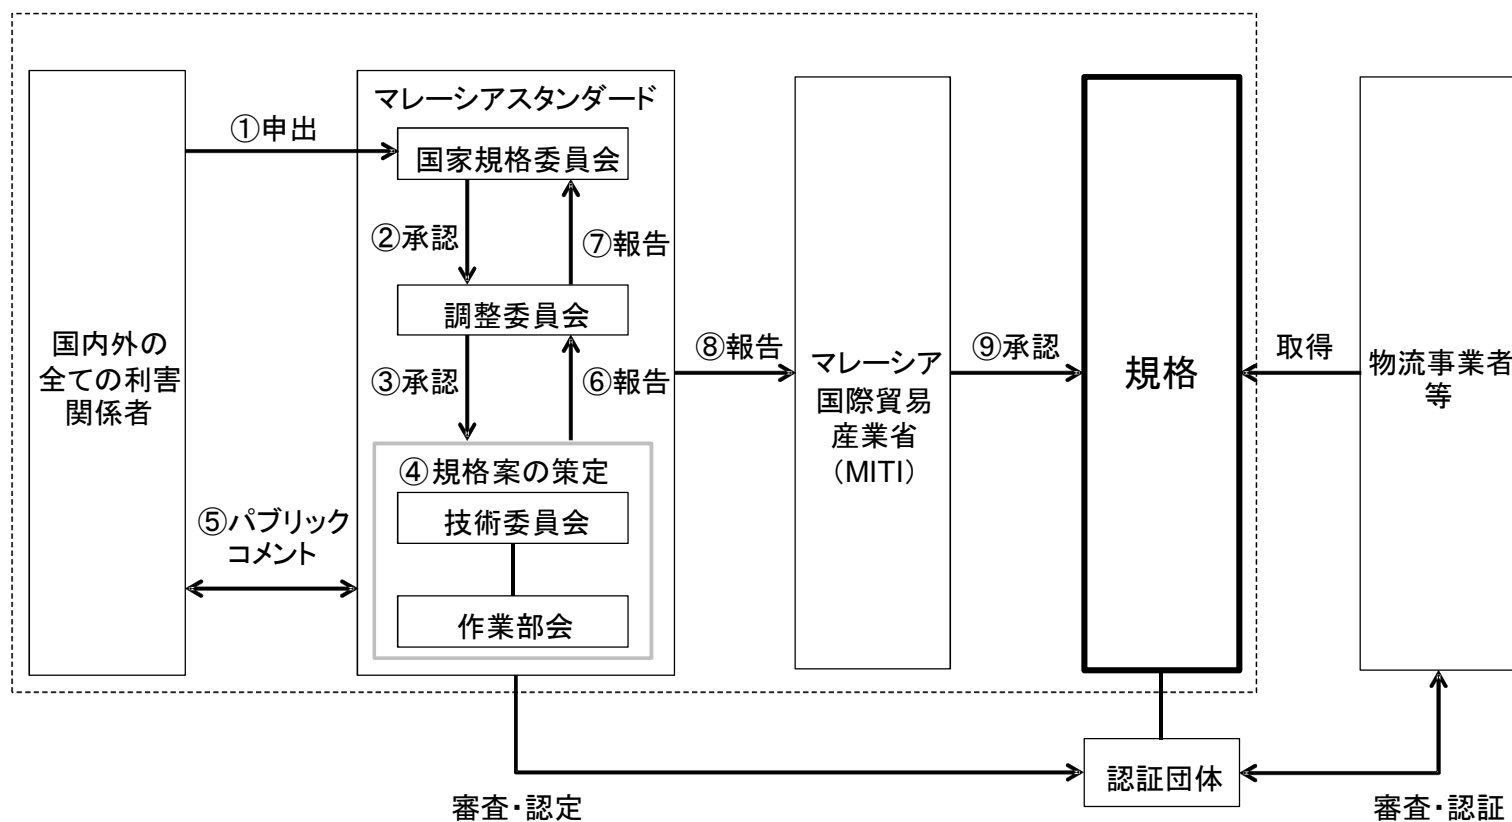 マレーシアスタンダード
①申出
国家規格委員会
②承認
⑦報告
調整委員会
国内外の
全ての利害
関係者
③承認
⑥報告
⑧報告
マレーシア
国際貿易
産業省
（MITI）
⑨承認
規格
取得
物流事業者
等
④規格案の策定
技術委員会
⑤パブリック
コメント
作業部会
認証団体
審査・認定
審査・認証